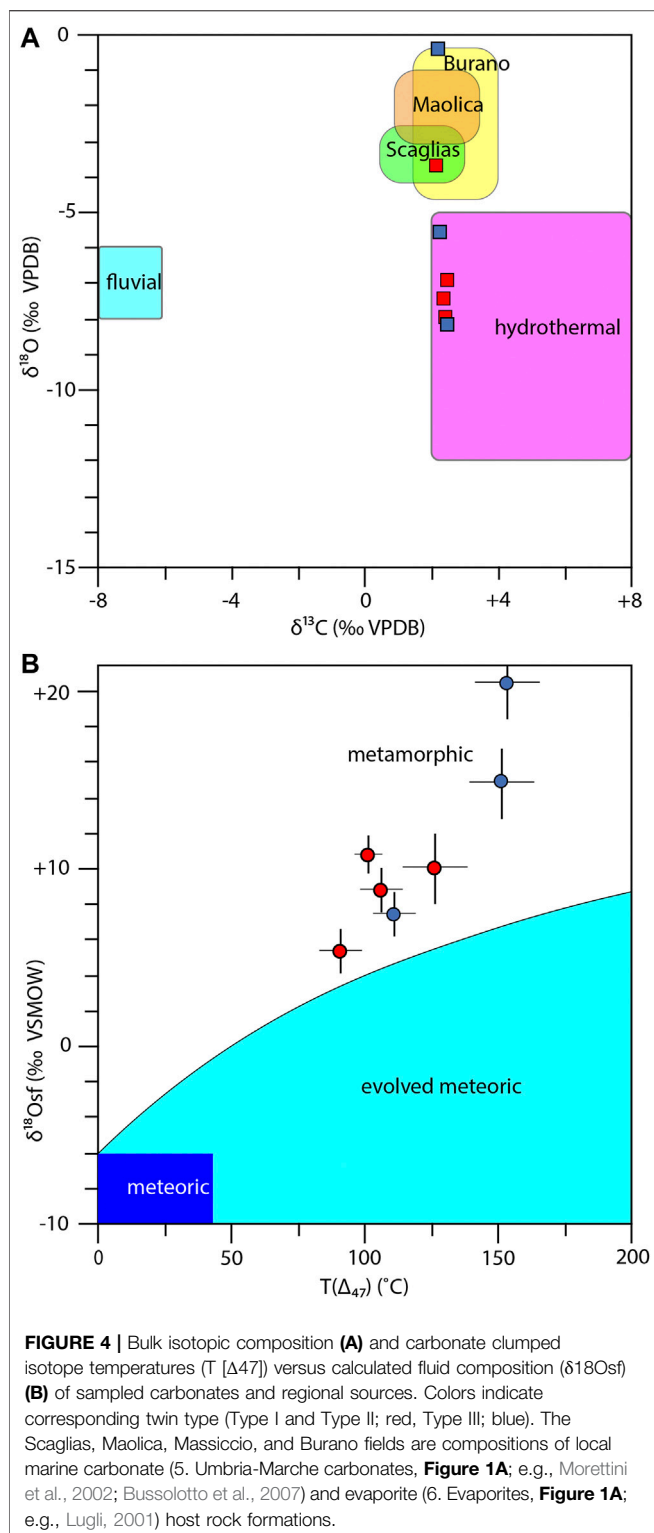 A
0
Burano
Maolica
Scaglias
-5
fluvial
hydrothermal
-10
-15
-8
-4
0
+4
+8
δ¹⁸O (‰ VPDB)
δ¹³C (‰ VPDB)
B
+20
metamorphic
+10
0
evolved meteoric
meteoric
-10
0
50
100
150
200
δ¹⁸Osf (‰ VSMOW)
T(Δ₄₇) (˚C)
FIGURE 4 | Bulk isotopic composition (A) and carbonate clumped
isotope temperatures (T [Δ47]) versus calculated fluid composition (δ18Osf)
(B) of sampled carbonates and regional sources. Colors indicate
corresponding twin type (Type I and Type II; red, Type III; blue). The
Scaglias, Maolica, Massiccio, and Burano fields are compositions of local
marine carbonate (5. Umbria-Marche carbonates, Figure 1A; e.g., Morettini
et al., 2002; Bussolotto et al., 2007) and evaporite (6. Evaporites, Figure 1A;
e.g., Lugli, 2001) host rock formations.